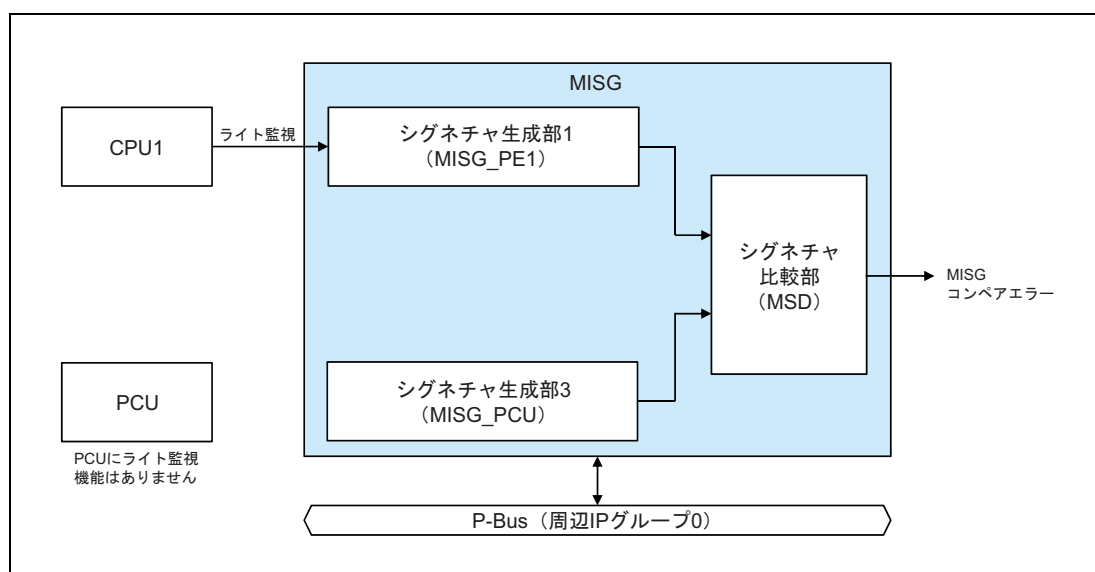 MISG
CPU1
ライト監視
シグネチャ生成部1
(MISG_PE1)
シグネチャ
比較部
(MSD)
MISG
コンペアエラー
PCU
PCUにライト監視
機能はありません
シグネチャ生成部3
(MISG_PCU)
P-Bus(周辺IPグループ0)